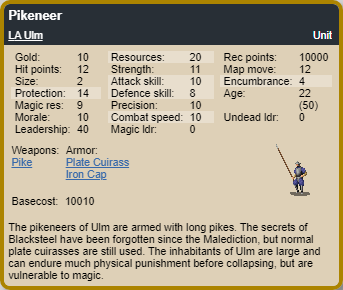 Pikeneer
LA Ulm Unit
Gold: 10 Resources: 20 Rec points: 10000
Hit points: 12 Strength: 11 Map move: 12
Size: 2 Attack skill: 10 Encumbrance: 4
Protection: 14 Defence skill: 8 Age: 22
Magic res: 9 Precision: 10 (50)
Morale: 10 Combat speed: 10 Undead ldr: 0
Leadership: 40 Magic ldr: 0
Weapons: Armor:
Pike Plate Cuirass
Iron Cap
Basecost: 10010
The pikeneers of Ulm are armed with long pikes. The secrets of
Blacksteel have been forgotten since the Malediction, but normal
plate cuirasses are still used. The inhabitants of Ulm are large and
can endure much physical punishment before collapsing, but are
vulnerable to magic.